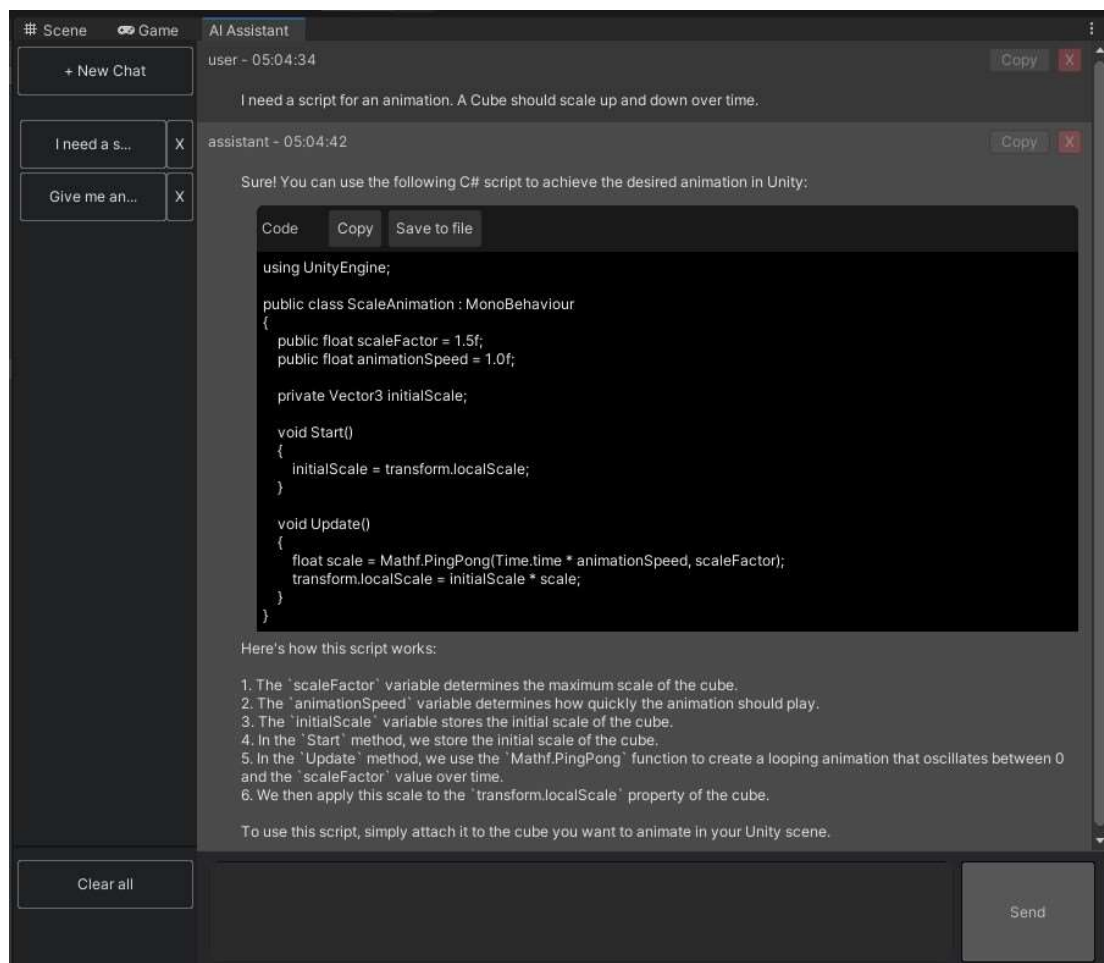 Scene
Game
AI Assistant
+ New Chat
I need a s...
X
Give me an...
X
user - 05:04:34
Copy
X
I need a script for an animation. A Cube should scale up and down over time.
assistant - 05:04:42
Copy
X
Sure! You can use the following C# script to achieve the desired animation in Unity:
Code
Copy
Save to file
using UnityEngine;
public class ScaleAnimation : MonoBehaviour
{
public float scaleFactor = 1.5f;
public float animationSpeed = 1.0f;
private Vector3 initialScale;
void Start()
{
initialScale = transform.localScale;
}
void Update()
{
float scale = Mathf.PingPong(Time.time * animationSpeed, scaleFactor);
transform.localScale = initialScale * scale;
}
}
Here's how this script works:
1. The `scaleFactor` variable determines the maximum scale of the cube.
2. The `animationSpeed` variable determines how quickly the animation should play.
3. The `initialScale` variable stores the initial scale of the cube.
4. In the `Start` method, we store the initial scale of the cube.
5. In the `Update` method, we use the `Mathf.PingPong` function to create a looping animation that oscillates between 0
and the `scaleFactor` value over time.
6. We then apply this scale to the `transform.localScale` property of the cube.
To use this script, simply attach it to the cube you want to animate in your Unity scene.
Clear all
Send